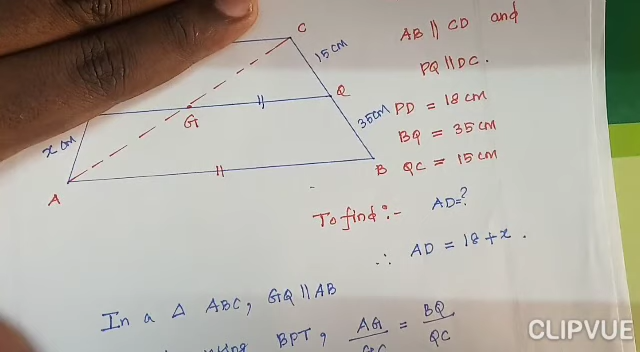 C
15 CM
AB || CD and
PQ || DC.
Q
G
35CM
PD = 18 CM
x CM
BQ = 35 CM
A
B
QC = 15 CM
To find :- AD=?
∴ AD = 18 + x .
In a Δ ABC, GQ || AB
BPT, AG/GC = BQ/QC
CLIPVUE